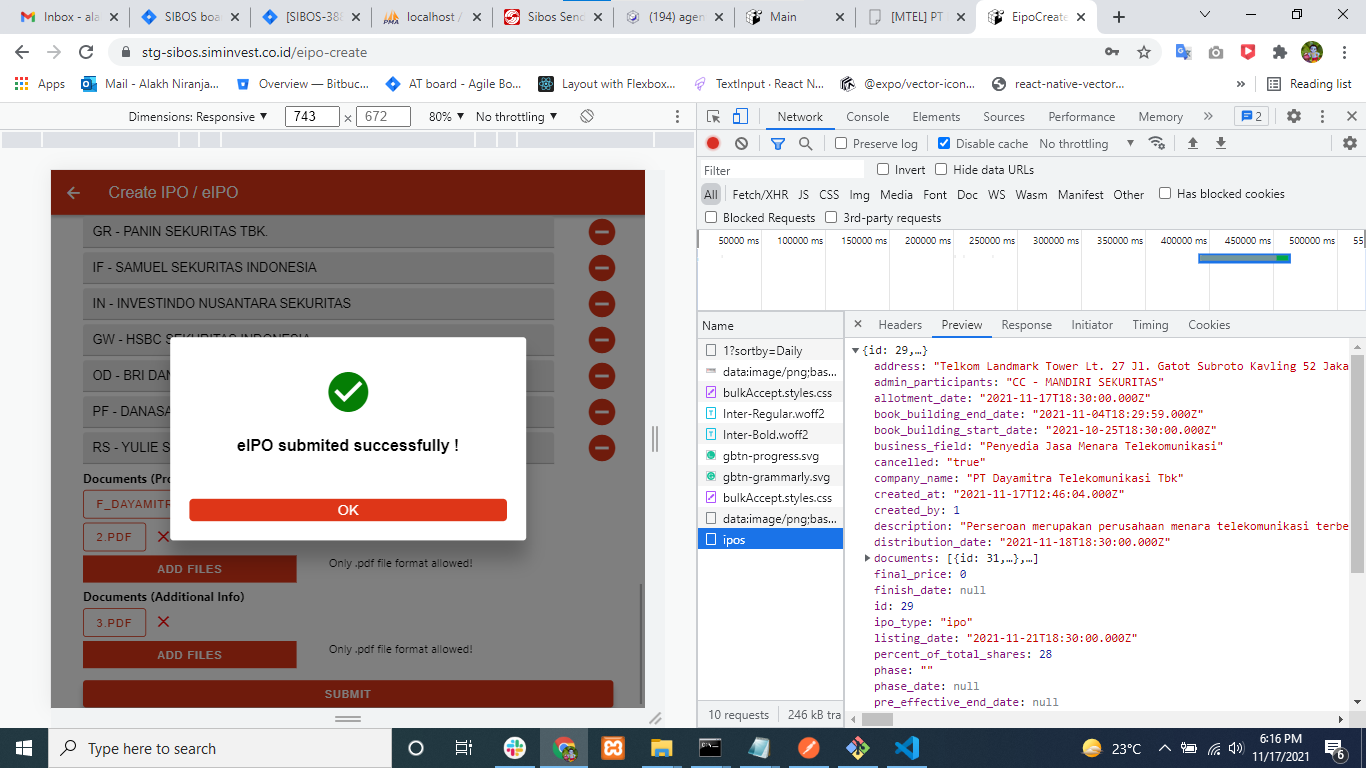 Inbox - ala
SIBOS boa
[SIBOS-388
localhost /
Sibos Send
(194) agen
Main
[MTEL] PT
EipoCreate
stg-sibos.siminvest.co.id/eipo-create
Apps
Mail - Alakh Niranja...
Overview — Bitbuc...
AT board - Agile Bo...
Layout with Flexbox...
TextInput · React N...
@expo/vector-icon...
react-native-vector...
»
Reading list
Dimensions: Responsive ▼
743
×
672
80% ▼
No throttling ▼
Network
Console
Elements
Sources
Performance
Memory
»
2
Preserve log
Disable cache
No throttling ▼
Filter
Invert
Hide data URLs
All
Fetch/XHR
JS
CSS
Img
Media
Font
Doc
WS
Wasm
Manifest
Other
Has blocked cookies
Blocked Requests
3rd-party requests
50000 ms
100000 ms
150000 ms
200000 ms
250000 ms
300000 ms
350000 ms
400000 ms
450000 ms
500000 ms
55
Create IPO / eIPO
GR - PANIN SEKURITAS TBK.
IF - SAMUEL SEKURITAS INDONESIA
IN - INVESTINDO NUSANTARA SEKURITAS
GW - HSBC SEKURITAS INDONESIA
OD - BRI DAN
PF - DANASA
RS - YULIE S
eIPO submited successfully !
OK
Documents (Pro
F_DAYAMITR
2.PDF
ADD FILES
Only .pdf file format allowed!
Documents (Additional Info)
3.PDF
ADD FILES
Only .pdf file format allowed!
SUBMIT
Name
1?sortby=Daily
data:image/png;bas...
bulkAccept.styles.css
Inter-Regular.woff2
Inter-Bold.woff2
gbtn-progress.svg
gbtn-grammarly.svg
bulkAccept.styles.css
data:image/png;bas...
ipos
10 requests
246 kB tra
Headers
Preview
Response
Initiator
Timing
Cookies
{id: 29,…}
address: "Telkom Landmark Tower Lt. 27 Jl. Gatot Subroto Kavling 52 Jaka
admin_participants: "CC - MANDIRI SEKURITAS"
allotment_date: "2021-11-17T18:30:00.000Z"
book_building_end_date: "2021-11-04T18:29:59.000Z"
book_building_start_date: "2021-10-25T18:30:00.000Z"
business_field: "Penyedia Jasa Menara Telekomunikasi"
cancelled: "true"
company_name: "PT Dayamitra Telekomunikasi Tbk"
created_at: "2021-11-17T12:46:04.000Z"
created_by: 1
description: "Perseroan merupakan perusahaan menara telekomunikasi terbe
distribution_date: "2021-11-18T18:30:00.000Z"
documents: [{id: 31,…},…]
final_price: 0
finish_date: null
id: 29
ipo_type: "ipo"
listing_date: "2021-11-21T18:30:00.000Z"
percent_of_total_shares: 28
phase: ""
phase_date: null
pre_effective_end_date: null
Type here to search
23°C
6:16 PM
11/17/2021
6